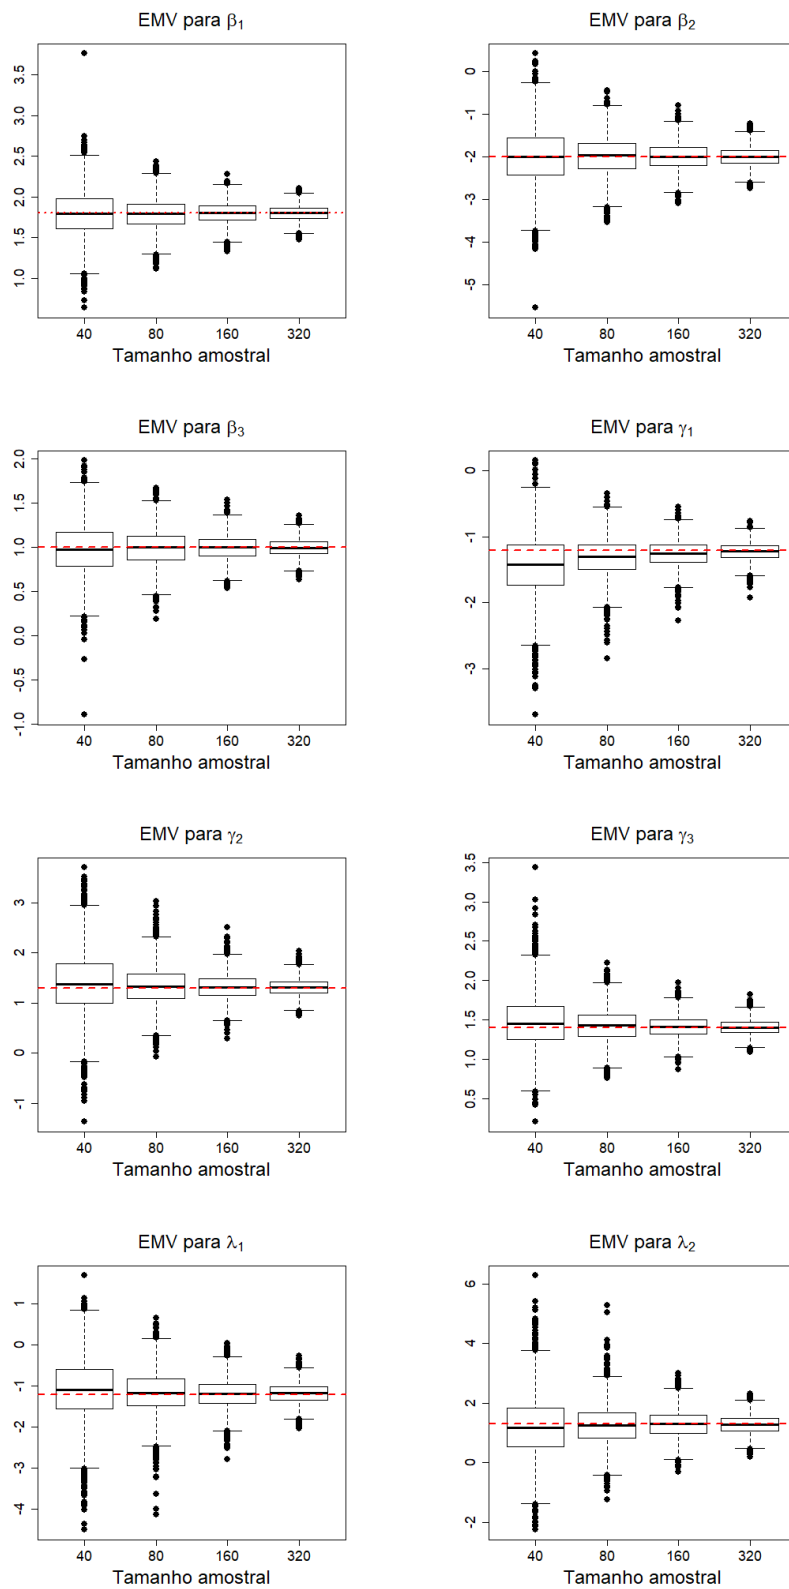 EMV para β1
3.5
3.0
2.5
2.0
1.5
1.0
40 80 160 320
Tamanho amostral
EMV para β2
0
-1
-2
-3
-4
-5
40 80 160 320
Tamanho amostral
EMV para β3
2.0
1.5
1.0
0.5
0.0
-1.0
40 80 160 320
Tamanho amostral
EMV para γ1
0
-1
-2
-3
40 80 160 320
Tamanho amostral
EMV para γ2
3
2
1
0
-1
40 80 160 320
Tamanho amostral
EMV para γ3
3.5
3.0
2.5
2.0
1.5
1.0
0.5
40 80 160 320
Tamanho amostral
EMV para λ1
1
0
-1
-2
-3
-4
40 80 160 320
Tamanho amostral
EMV para λ2
6
4
2
0
-2
40 80 160 320
Tamanho amostral